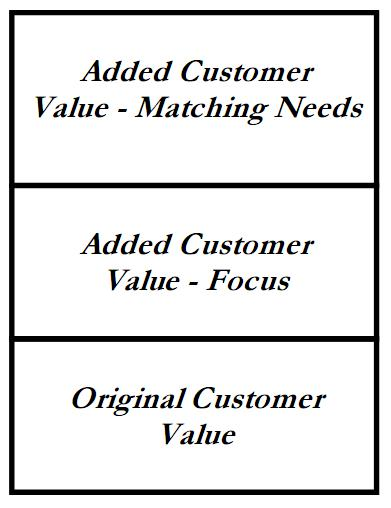 Added Customer
Value - Matching Needs
Added Customer
Value - Focus
Original Customer
Value